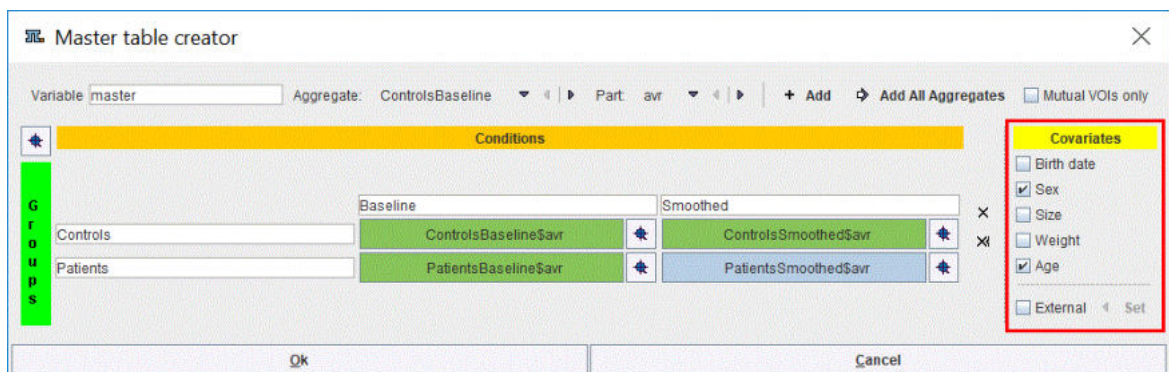 Master table creator
Variable master Aggregate: ControlsBaseline Part: avr + Add Add All Aggregates Mutual VOIs only
Conditions
Covariates
Groups
Birth date
Sex
Size
Weight
Age
External Set
Baseline Smoothed
Controls ControlsBaseline$avr ControlsSmoothed$avr
Patients PatientsBaseline$avr PatientsSmoothed$avr
Ok Cancel